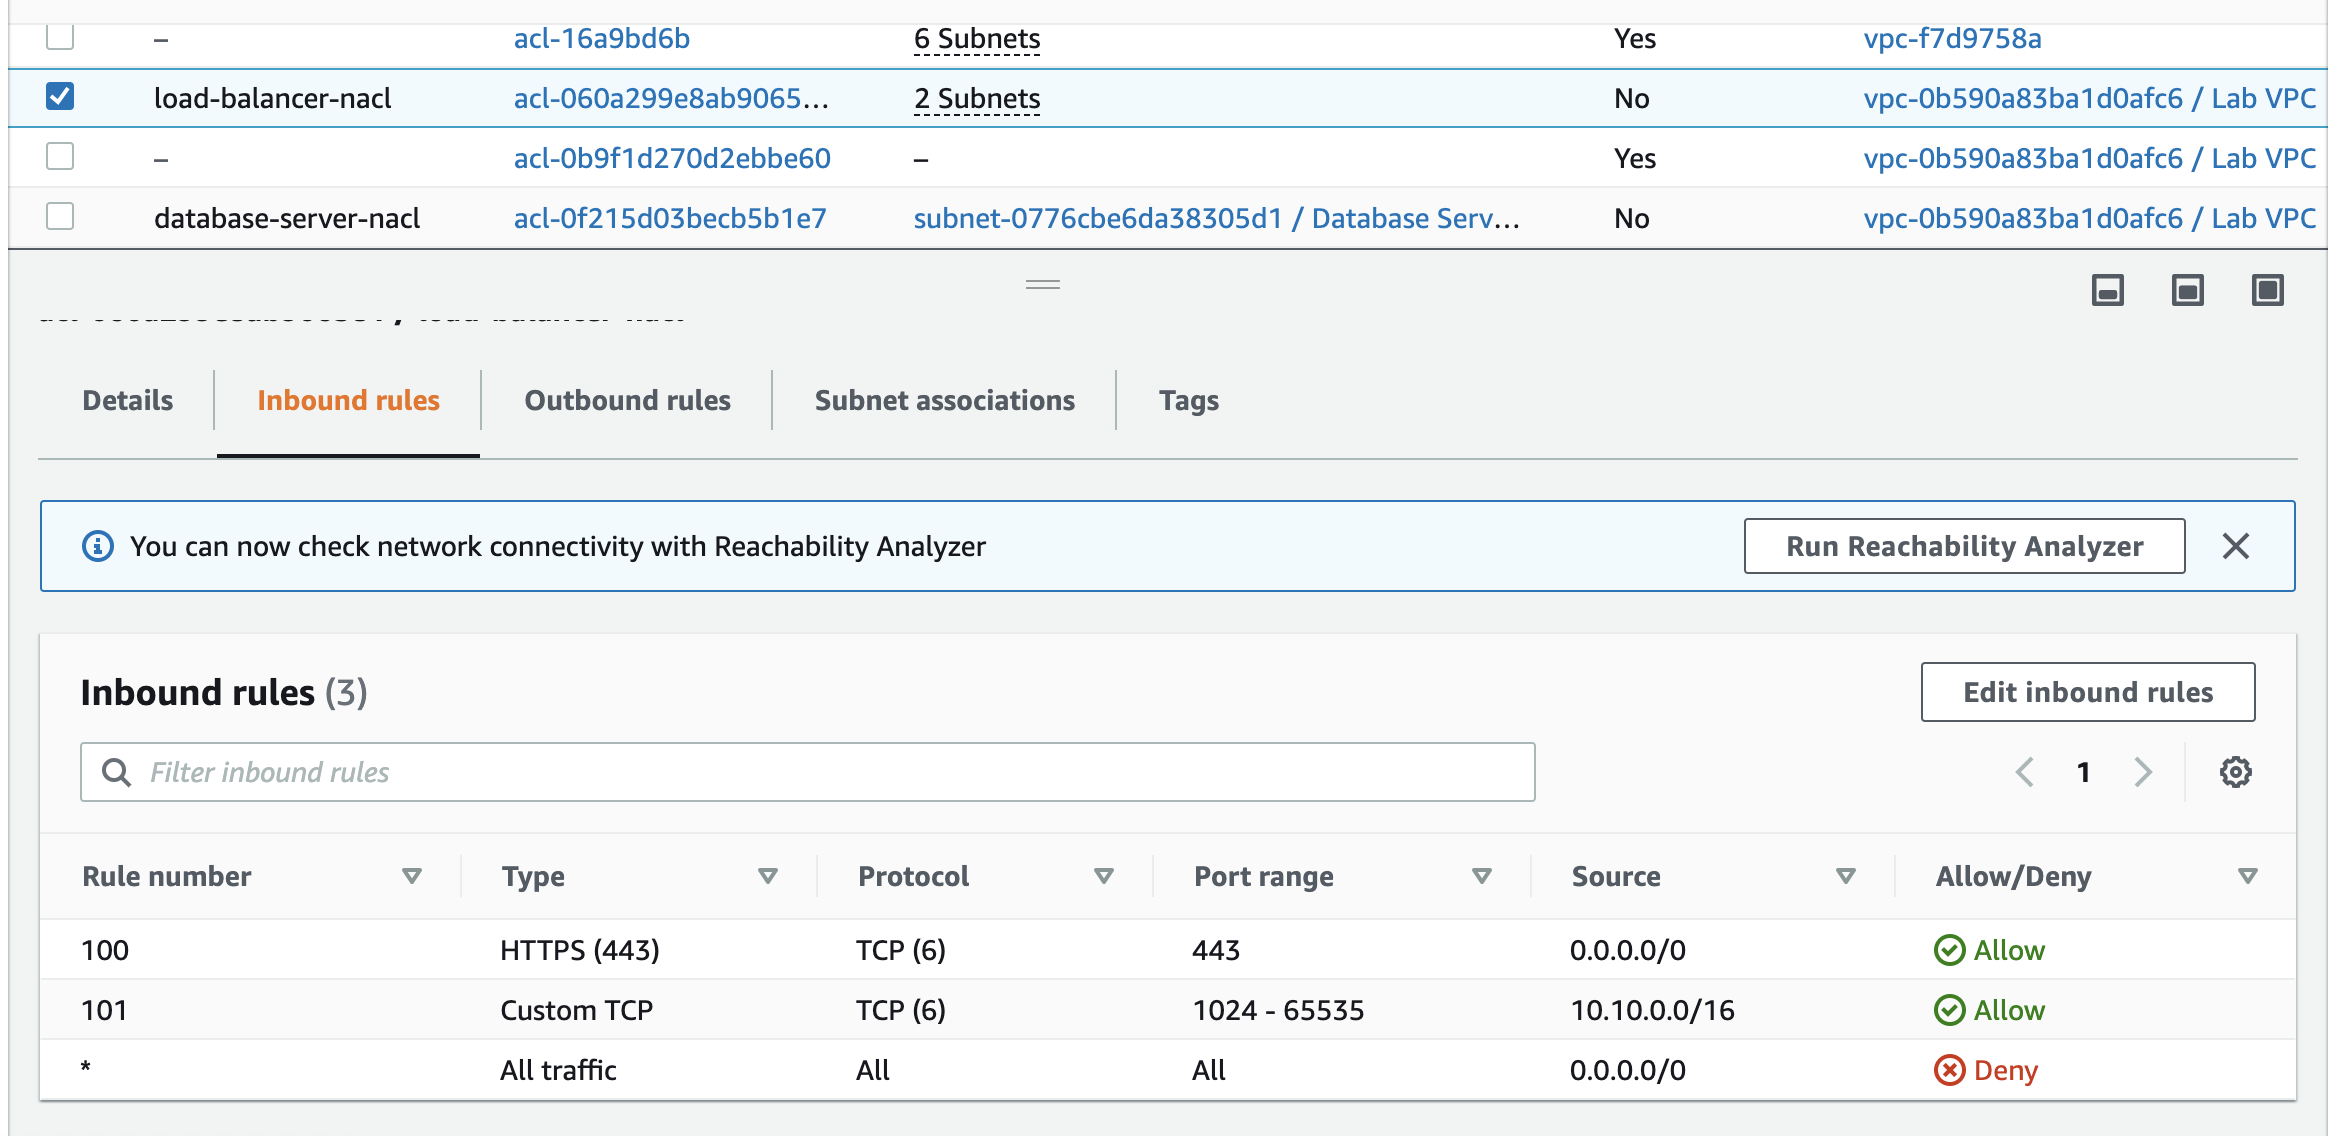 – acl-16a9bd6b 6 Subnets Yes vpc-f7d9758a
load-balancer-nacl acl-060a299e8ab9065… 2 Subnets No vpc-0b590a83ba1d0afc6 / Lab VPC
– acl-0b9f1d270d2ebbe60 – Yes vpc-0b590a83ba1d0afc6 / Lab VPC
database-server-nacl acl-0f215d03becb5b1e7 subnet-0776cbe6da38305d1 / Database Serv… No vpc-0b590a83ba1d0afc6 / Lab VPC
Details Inbound rules Outbound rules Subnet associations Tags
You can now check network connectivity with Reachability Analyzer Run Reachability Analyzer
Inbound rules (3) Edit inbound rules
Filter inbound rules 1
Rule number Type Protocol Port range Source Allow/Deny
100 HTTPS (443) TCP (6) 443 0.0.0.0/0 Allow
101 Custom TCP TCP (6) 1024 - 65535 10.10.0.0/16 Allow
* All traffic All All 0.0.0.0/0 Deny